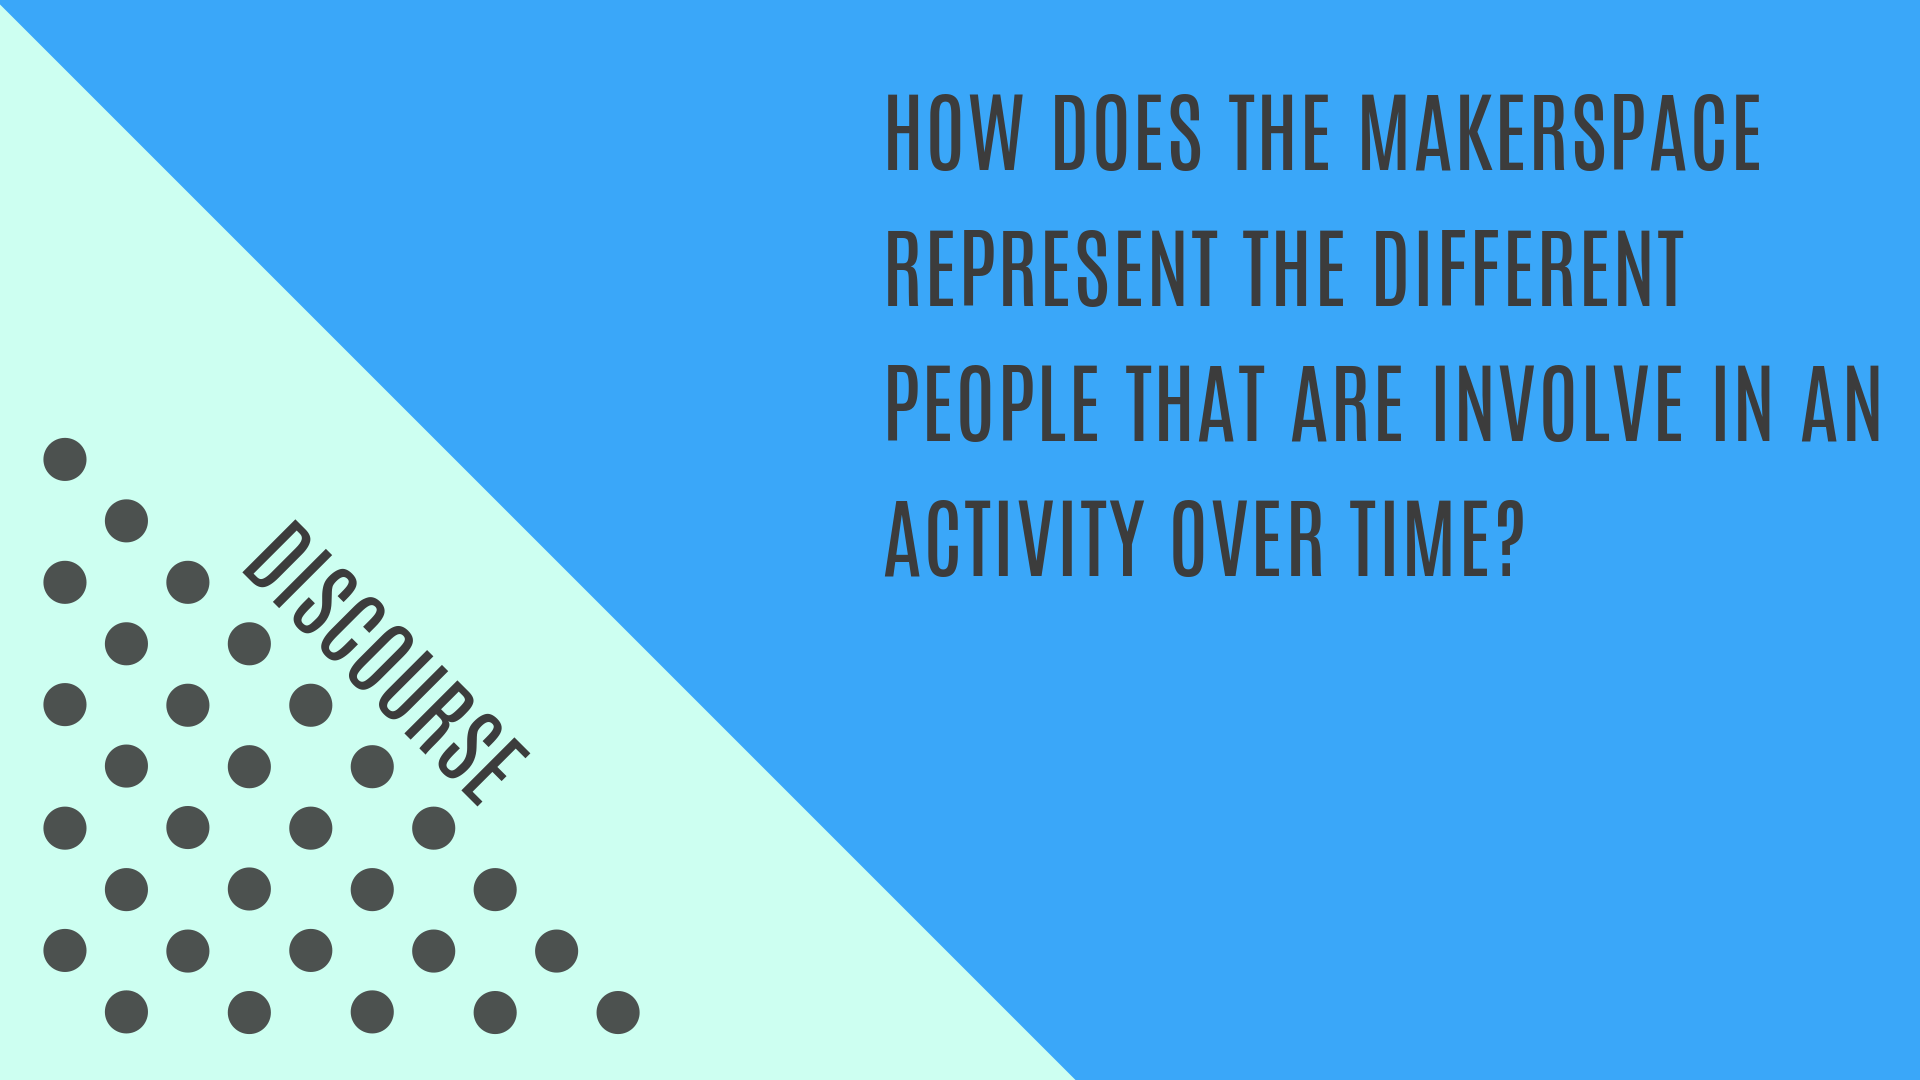 HOW DOES THE MAKERSPACE
REPRESENT THE DIFFERENT
PEOPLE THAT ARE INVOLVE IN AN
ACTIVITY OVER TIME?
DISCOURSE